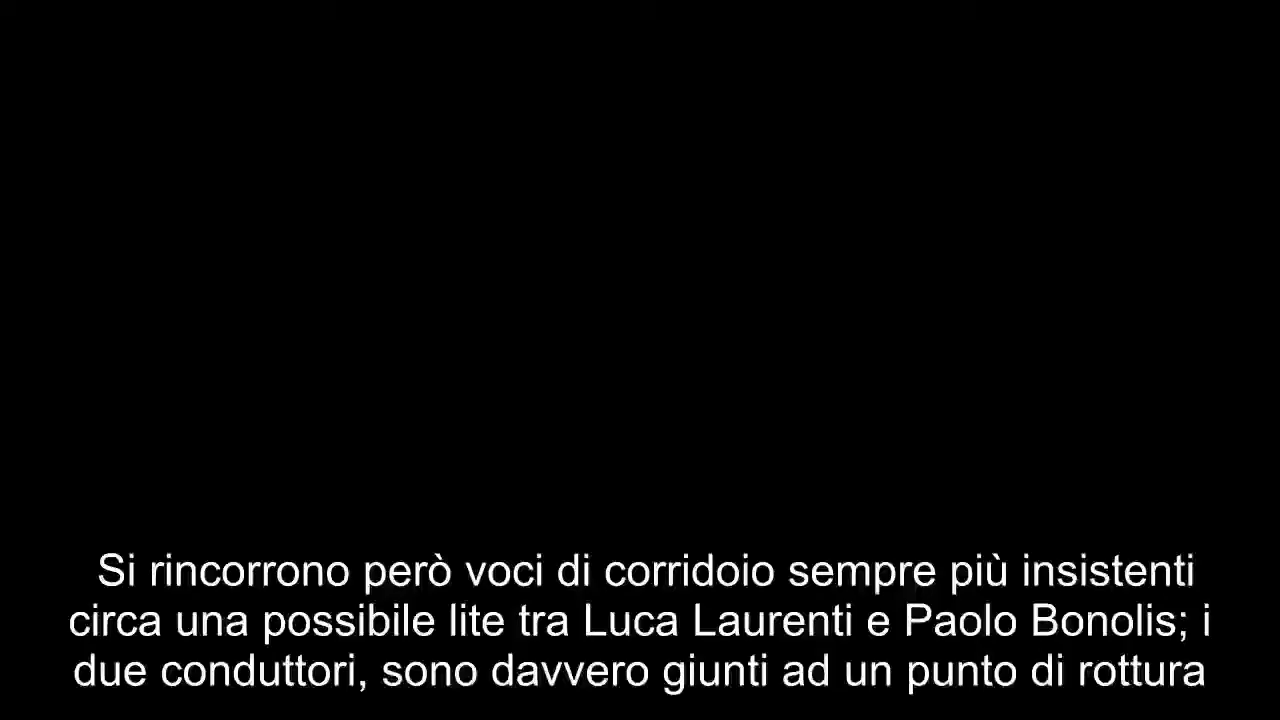 Si rincorrono però voci di corridoio sempre più insistenti
circa una possibile lite tra Luca Laurenti e Paolo Bonolis; i
due conduttori, sono davvero giunti ad un punto di rottura